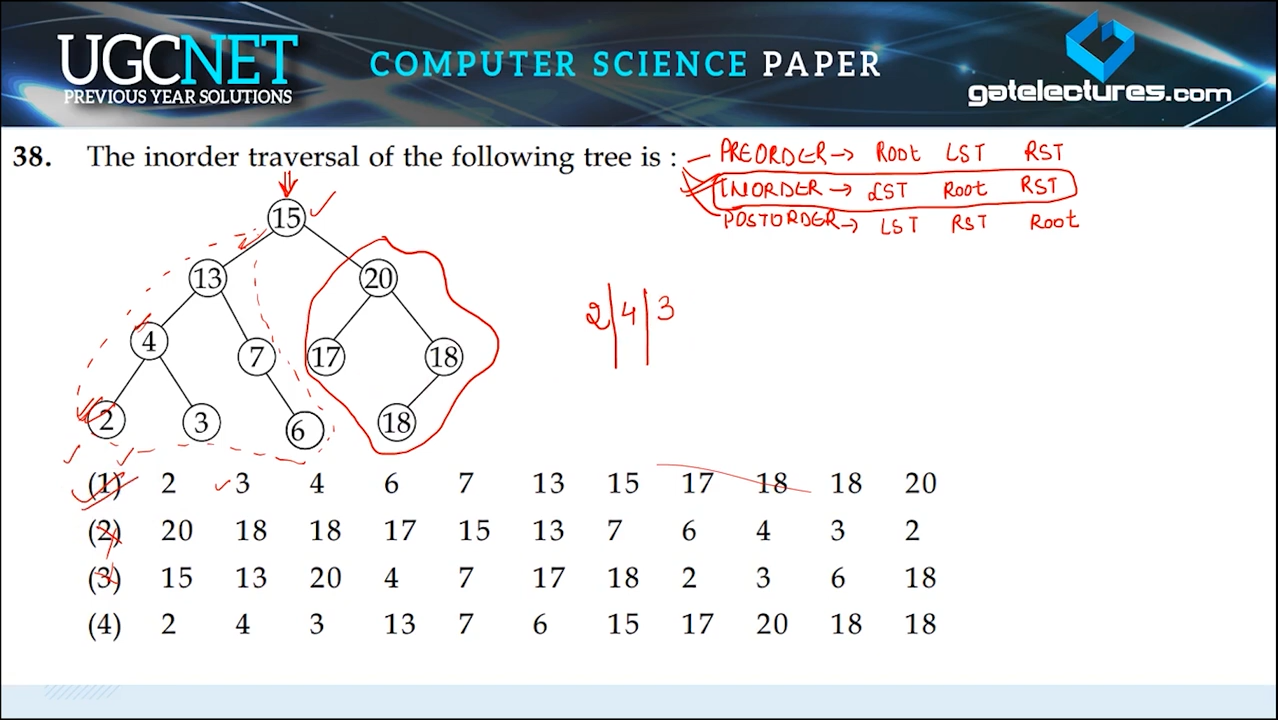 UGCNET
PREVIOUS YEAR SOLUTIONS
COMPUTER SCIENCE PAPER
gatelectures.com
38. The inorder traversal of the following tree is :
PREORDER → Root LST RST
INORDER → LST Root RST
POSTORDER → LST RST Root
15
13 20
4 7 17 18
2 3 6 18
2 | 4 | 3
(1) 2 3 4 6 7 13 15 17 18 18 20
(2) 20 18 18 17 15 13 7 6 4 3 2
(3) 15 13 20 4 7 17 18 2 3 6 18
(4) 2 4 3 13 7 6 15 17 20 18 18